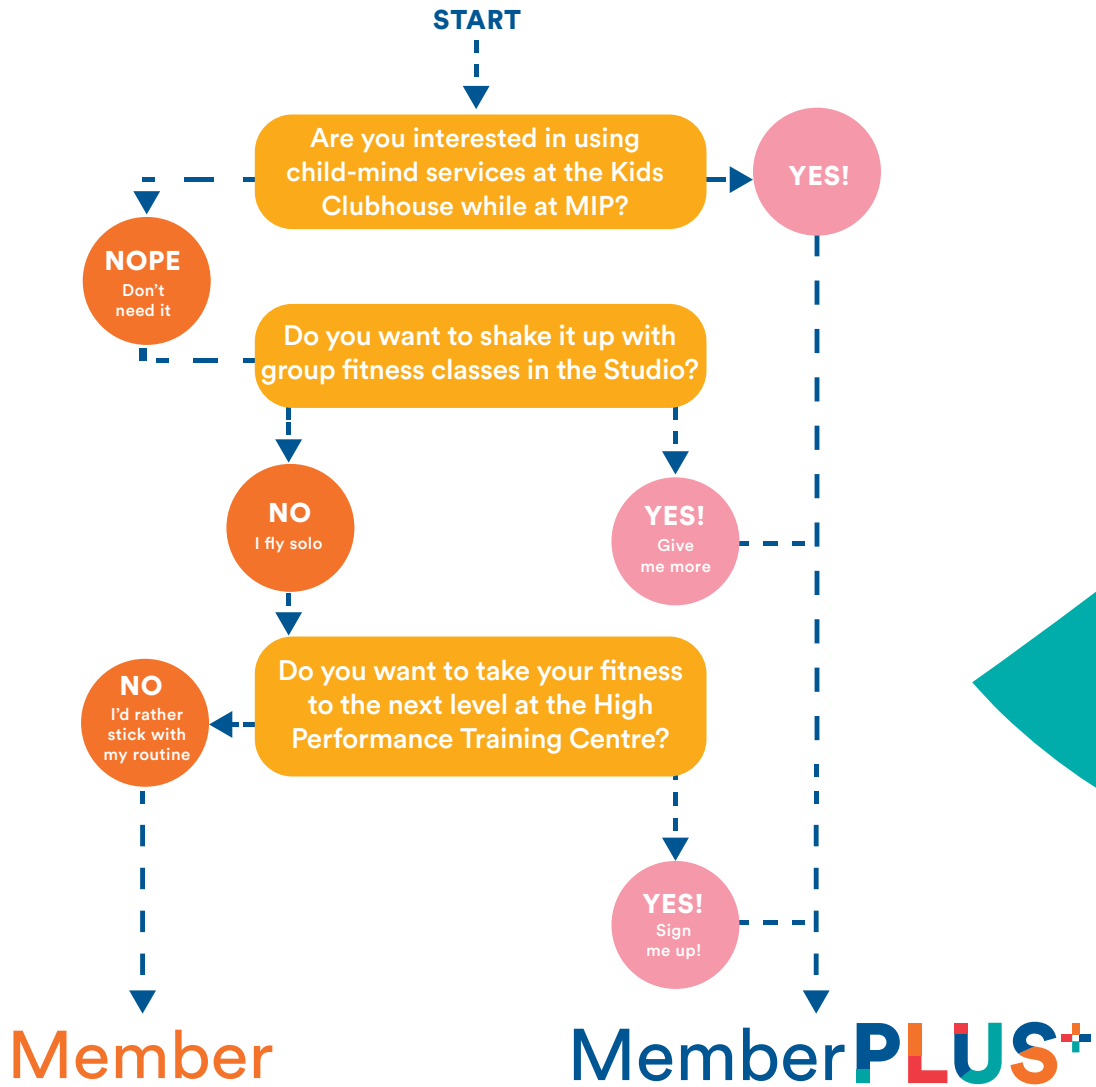 START
Are you interested in using
child-mind services at the Kids
Clubhouse while at MIP?
YES!
NOPE
Don't
need it
Do you want to shake it up with
group fitness classes in the Studio?
NO
I fly solo
YES!
Give
me more
Do you want to take your fitness
to the next level at the High
Performance Training Centre?
NO
I'd rather
stick with
my routine
YES!
Sign
me up!
Member
MemberPLUS+